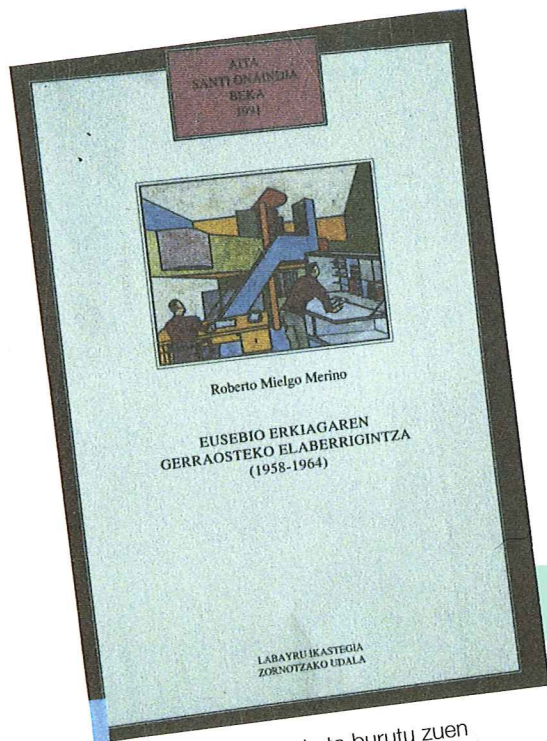 AITA
SANTI ONAINDIA
BEKA
1991
Roberto Mielgo Merino
EUSEBIO ERKIAGAREN
GERRAOSTEKO ELABERRIGINTZA
(1958-1964)
LABAYRU IKASTEGIA
ZORNOTZAKO UDALA
burutu zuen